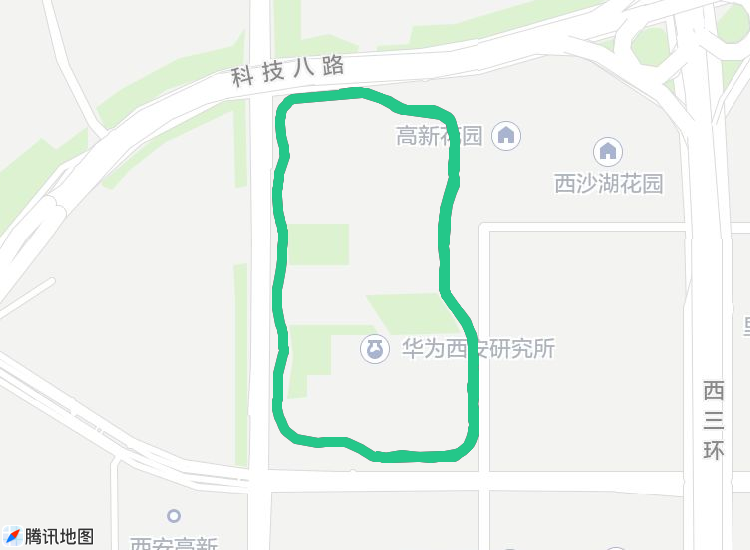 科技八路
高新花园
西沙湖花园
华为西安研究所
西三环
西安高新
腾讯地图